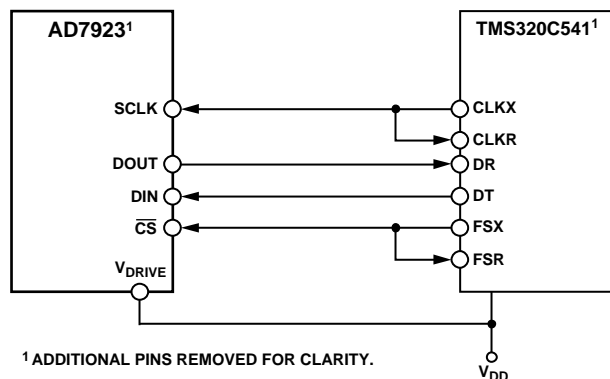 AD7923¹
TMS320C541¹
SCLK
CLKX
CLKR
DOUT
DR
DIN
DT
C̅S̅
FSX
FSR
VDRIVE
¹ ADDITIONAL PINS REMOVED FOR CLARITY.
VDD